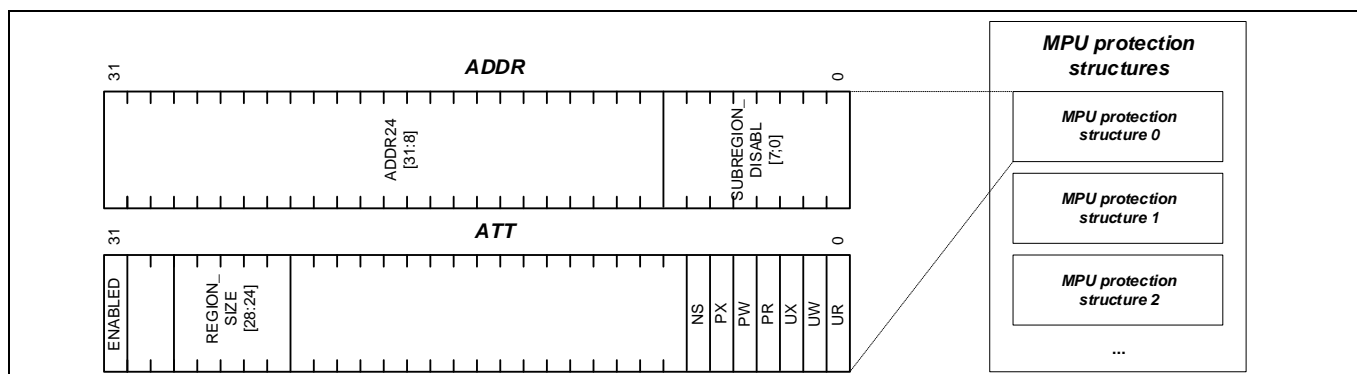 31
ADDR
0
ADDR24
[31:8]
SUBREGION_
DISABL
[7;0]
31
ATT
0
ENABLED
REGION_
SIZE
[28:24]
NS
PX
PW
PR
UX
UW
UR
MPU protection
structures
MPU protection
structure 0
MPU protection
structure 1
MPU protection
structure 2
...